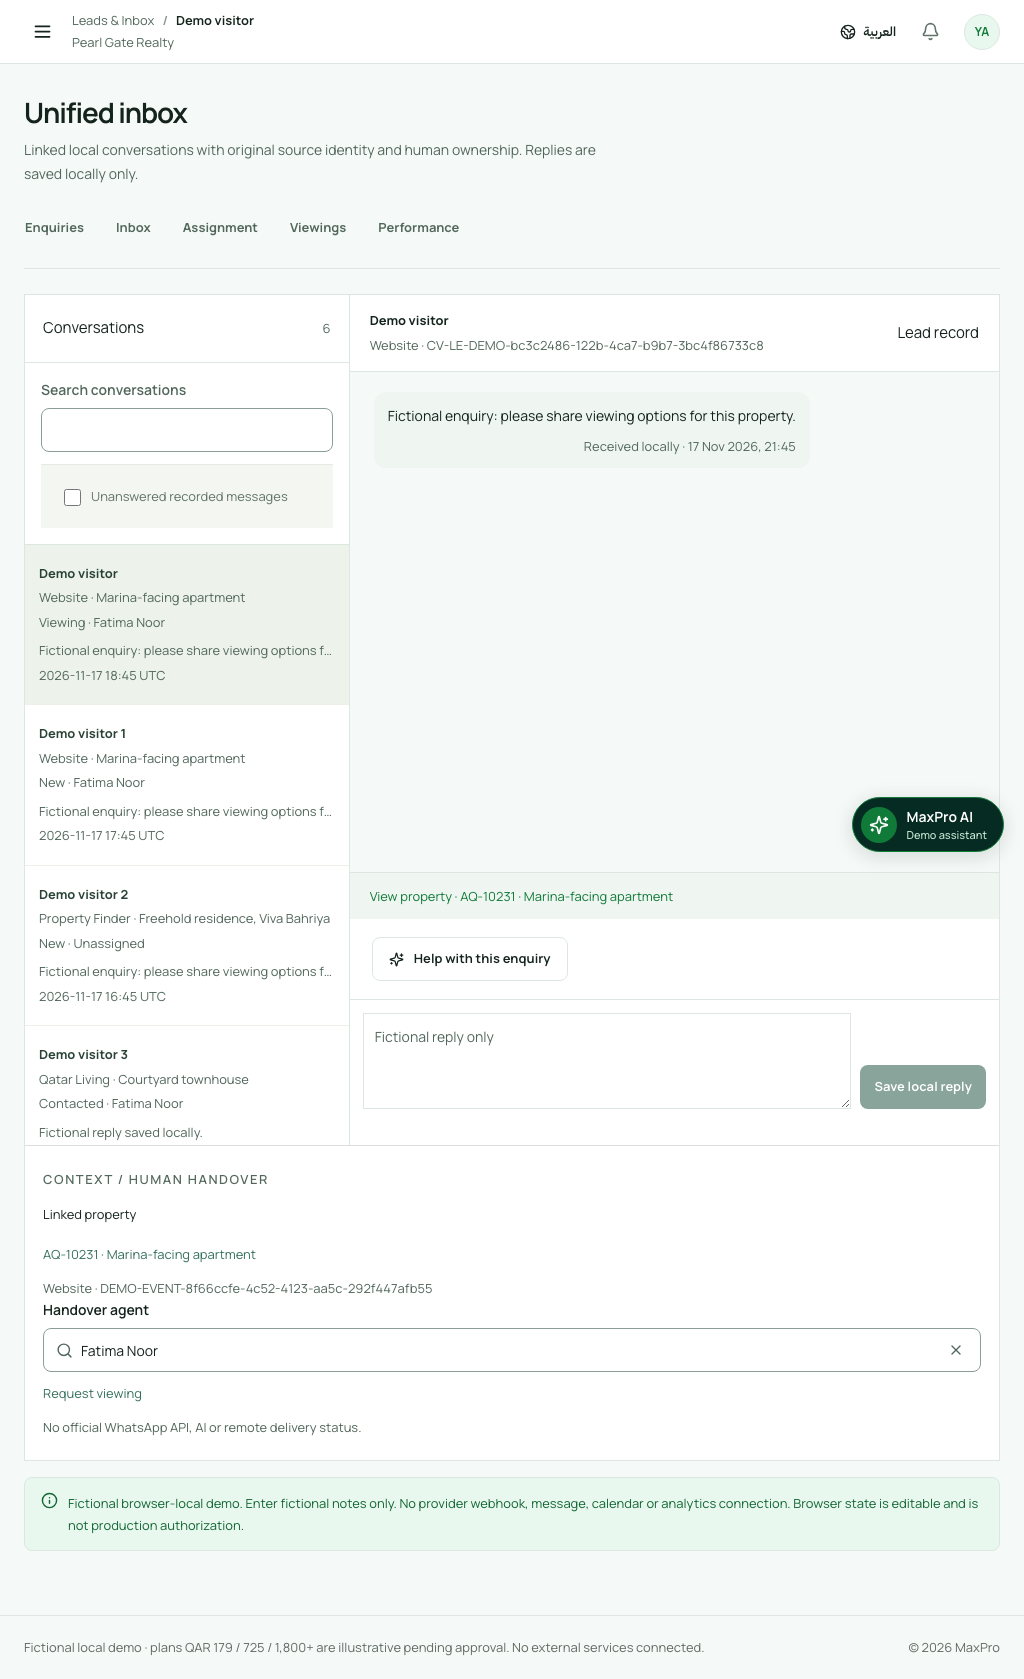 Leads & Inbox / Demo visitor
Pearl Gate Realty
العربية
YA
Unified inbox
Linked local conversations with original source identity and human ownership. Replies are
saved locally only.
Enquiries Inbox Assignment Viewings Performance
Conversations 6
Search conversations
Unanswered recorded messages
Demo visitor
Website · Marina-facing apartment
Viewing · Fatima Noor
Fictional enquiry: please share viewing options f...
2026-11-17 18:45 UTC
Demo visitor 1
Website · Marina-facing apartment
New · Fatima Noor
Fictional enquiry: please share viewing options f...
2026-11-17 17:45 UTC
Demo visitor 2
Property Finder · Freehold residence, Viva Bahriya
New · Unassigned
Fictional enquiry: please share viewing options f...
2026-11-17 16:45 UTC
Demo visitor 3
Qatar Living · Courtyard townhouse
Contacted · Fatima Noor
Fictional reply saved locally.
Demo visitor
Website · CV-LE-DEMO-bc3c2486-122b-4ca7-b9b7-3bc4f86733c8
Lead record
Fictional enquiry: please share viewing options for this property.
Received locally · 17 Nov 2026, 21:45
MaxPro AI
Demo assistant
View property · AQ-10231 · Marina-facing apartment
Help with this enquiry
Fictional reply only
Save local reply
CONTEXT / HUMAN HANDOVER
Linked property
AQ-10231 · Marina-facing apartment
Website · DEMO-EVENT-8f66ccfe-4c52-4123-aa5c-292f447afb55
Handover agent
Fatima Noor
Request viewing
No official WhatsApp API, AI or remote delivery status.
Fictional browser-local demo. Enter fictional notes only. No provider webhook, message, calendar or analytics connection. Browser state is editable and is
not production authorization.
Fictional local demo · plans QAR 179 / 725 / 1,800+ are illustrative pending approval. No external services connected.
© 2026 MaxPro